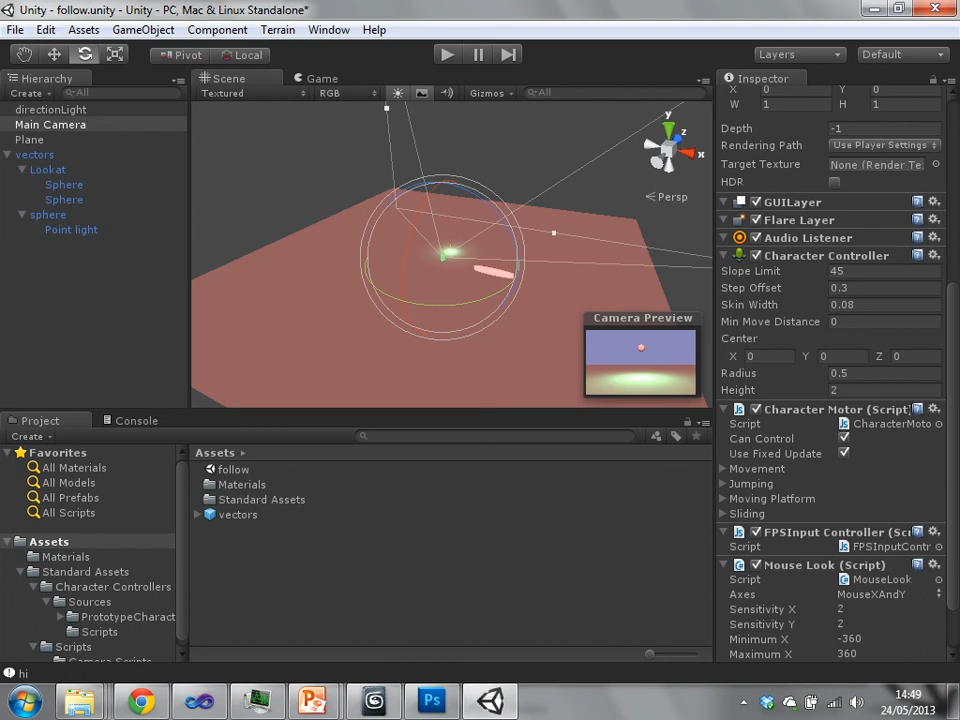 Unity - follow.unity - Unity - PC, Mac & Linux Standalone*
File Edit Assets GameObject Component Terrain Window Help
Pivot Local Layers Default
Hierarchy
Create All
directionLight
Main Camera
Plane
vectors
Lookat
Sphere
Sphere
sphere
Point light
Scene Game
Textured RGB Gizmos All
y
z
x
Persp
Camera Preview
Inspector
X 0 Y 0
W 1 H 1
Depth -1
Rendering Path Use Player Settings
Target Texture None (Render Te
HDR
GUILayer
Flare Layer
Audio Listener
Character Controller
Slope Limit 45
Step Offset 0.3
Skin Width 0.08
Min Move Distance 0
Center
X 0 Y 0 Z 0
Radius 0.5
Height 2
Character Motor (Script)
Script CharacterMoto
Can Control
Use Fixed Update
Movement
Jumping
Moving Platform
Sliding
FPSInput Controller (Scri
Script FPSInputContr
Mouse Look (Script)
Script MouseLook
Axes MouseXAndY
Sensitivity X 2
Sensitivity Y 2
Minimum X -360
Maximum X 360
Project Console
Create
Favorites
All Materials
All Models
All Prefabs
All Scripts
Assets
Materials
Standard Assets
Character Controllers
Sources
PrototypeCharact
Scripts
Scripts
Camera Scripts
Assets
follow
Materials
Standard Assets
vectors
hi
Ps
14:49
24/05/2013